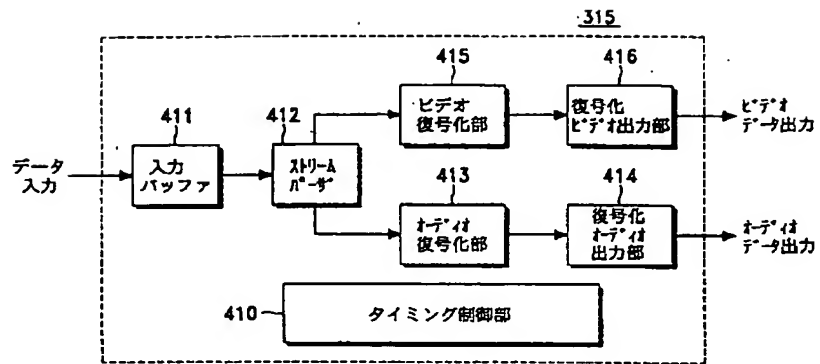 315
415
416
ビデオ
復号化部
復号化
ビデオ出力部
ビデオ
データ出力
411
412
データ
入力
入力
バッファ
ストリーム
パーザ
413
414
オーディオ
復号化部
復号化
オーディオ
出力部
オーディオ
データ出力
410
タイミング制御部